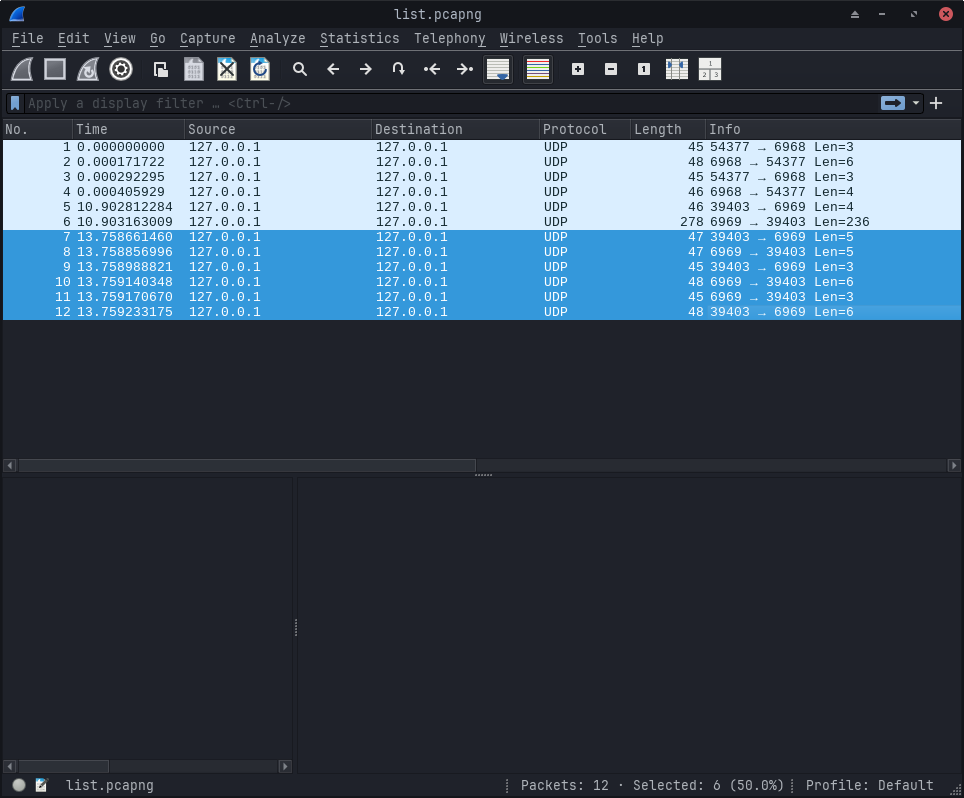 list.pcapng
File Edit View Go Capture Analyze Statistics Telephony Wireless Tools Help
Apply a display filter … <Ctrl-/>
No. Time Source Destination Protocol Length Info
1 0.000000000 127.0.0.1 127.0.0.1 UDP 45 54377 → 6968 Len=3
2 0.000171722 127.0.0.1 127.0.0.1 UDP 48 6968 → 54377 Len=6
3 0.000292295 127.0.0.1 127.0.0.1 UDP 45 54377 → 6968 Len=3
4 0.000405929 127.0.0.1 127.0.0.1 UDP 46 6968 → 54377 Len=4
5 10.902812284 127.0.0.1 127.0.0.1 UDP 46 39403 → 6969 Len=4
6 10.903163009 127.0.0.1 127.0.0.1 UDP 278 6969 → 39403 Len=236
7 13.758661460 127.0.0.1 127.0.0.1 UDP 47 39403 → 6969 Len=5
8 13.758856996 127.0.0.1 127.0.0.1 UDP 47 6969 → 39403 Len=5
9 13.758988821 127.0.0.1 127.0.0.1 UDP 45 39403 → 6969 Len=3
10 13.759140348 127.0.0.1 127.0.0.1 UDP 48 6969 → 39403 Len=6
11 13.759170670 127.0.0.1 127.0.0.1 UDP 45 6969 → 39403 Len=3
12 13.759233175 127.0.0.1 127.0.0.1 UDP 48 39403 → 6969 Len=6
list.pcapng Packets: 12 · Selected: 6 (50.0%) Profile: Default